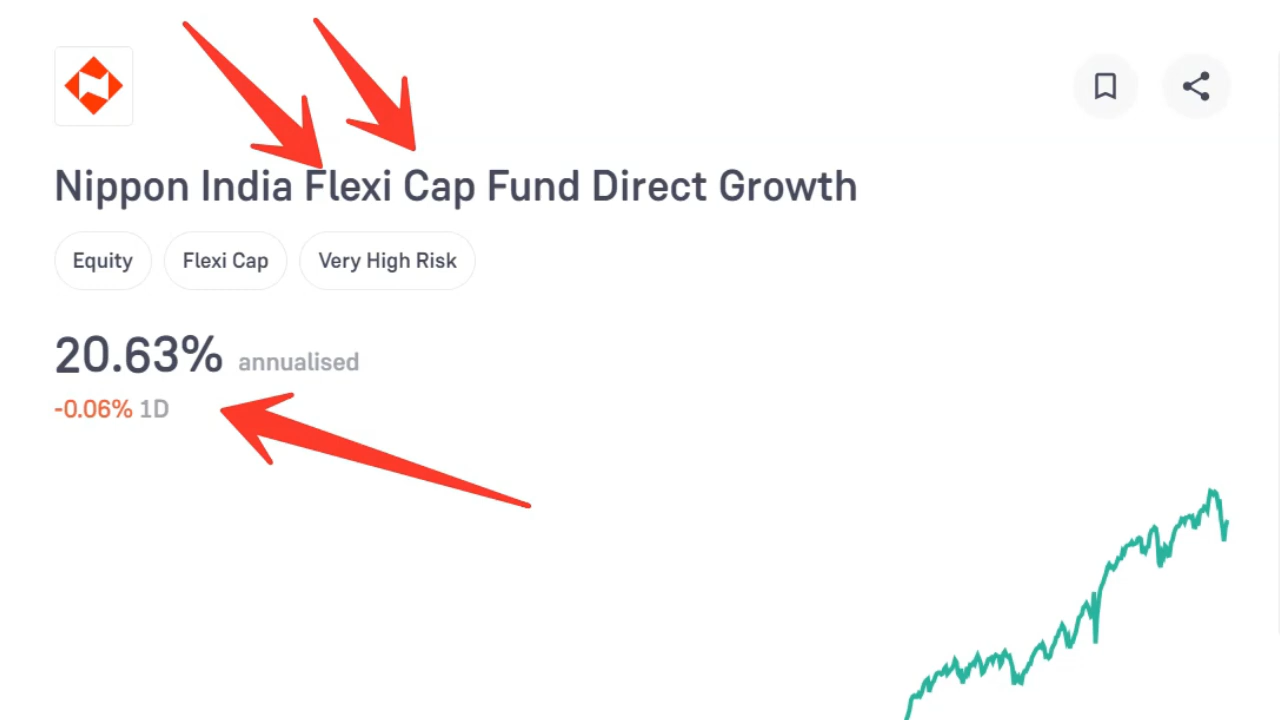 Nippon India Flexi Cap Fund Direct Growth
Equity Flexi Cap Very High Risk
20.63% annualised
-0.06% 1D